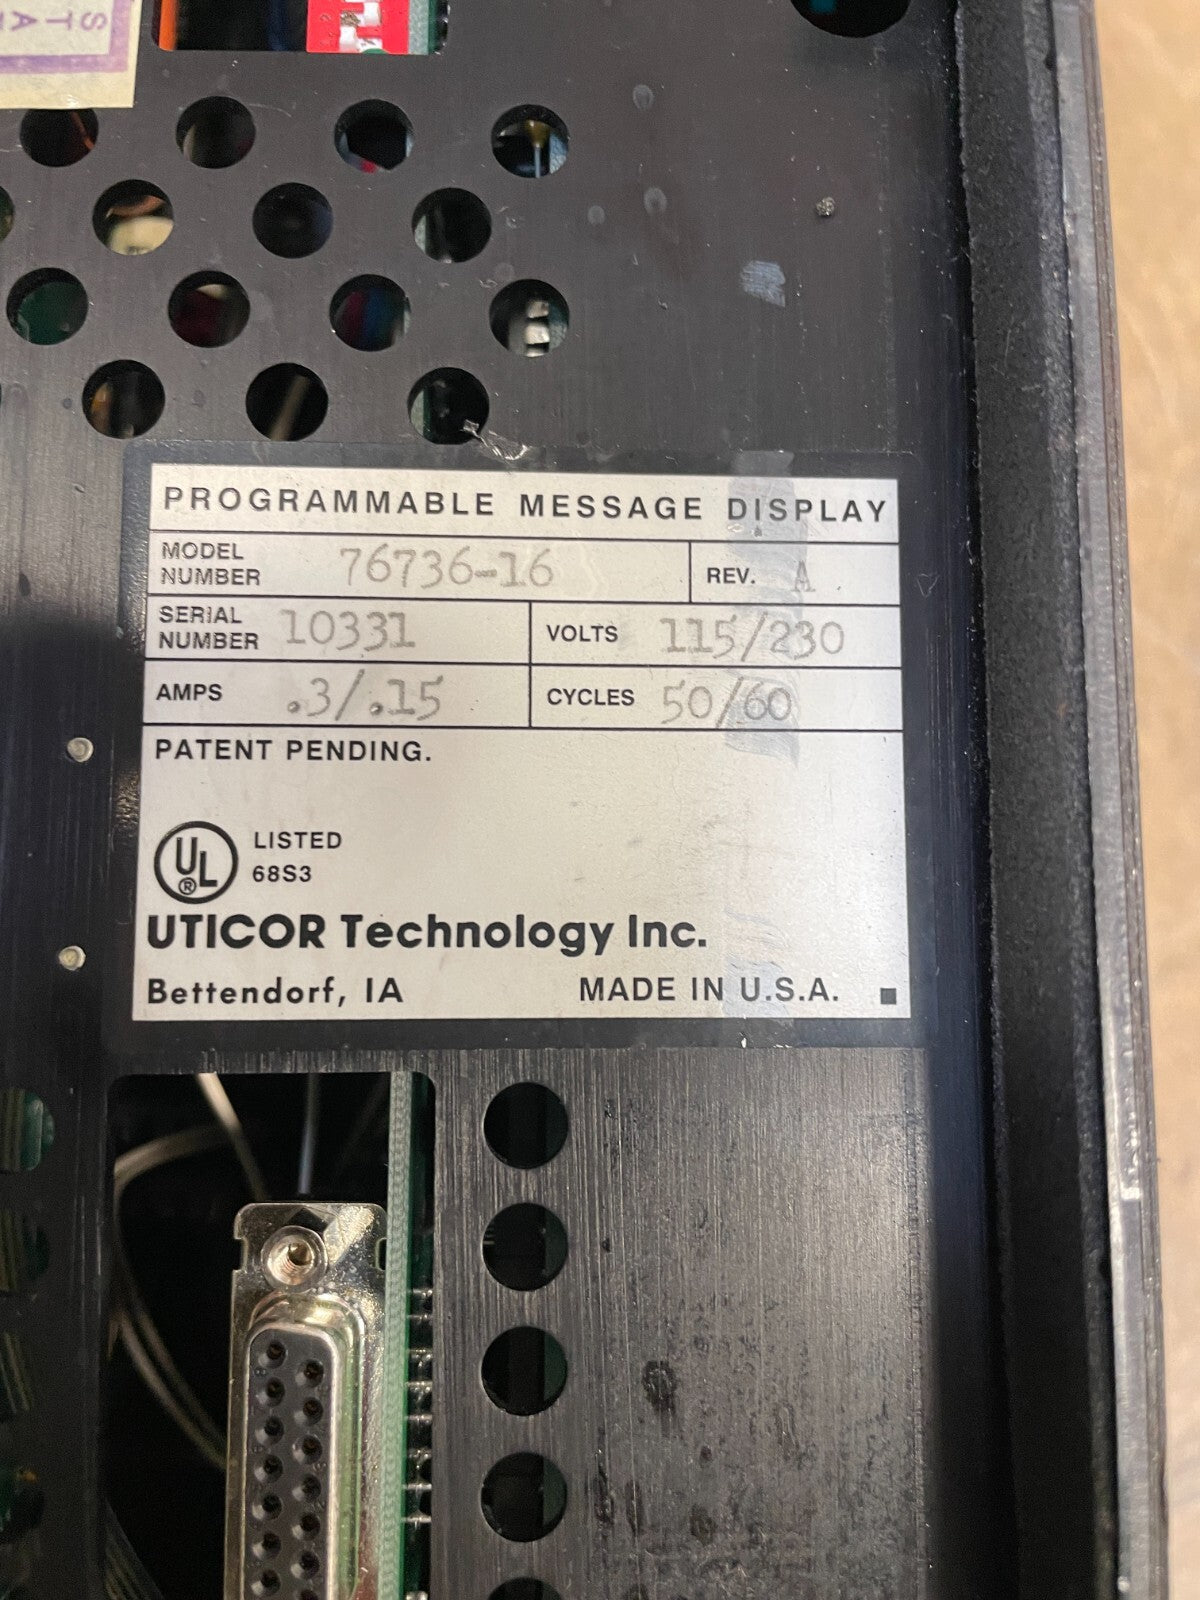 PROGRAMMABLE MESSAGE DISPLAY
MODEL NUMBER 76736-16 REV. A
SERIAL NUMBER 10331 VOLTS 115/230
AMPS .3/.15 CYCLES 50/60
PATENT PENDING.
UL ® LISTED
68S3
UTICOR Technology Inc.
Bettendorf, IA MADE IN U.S.A.